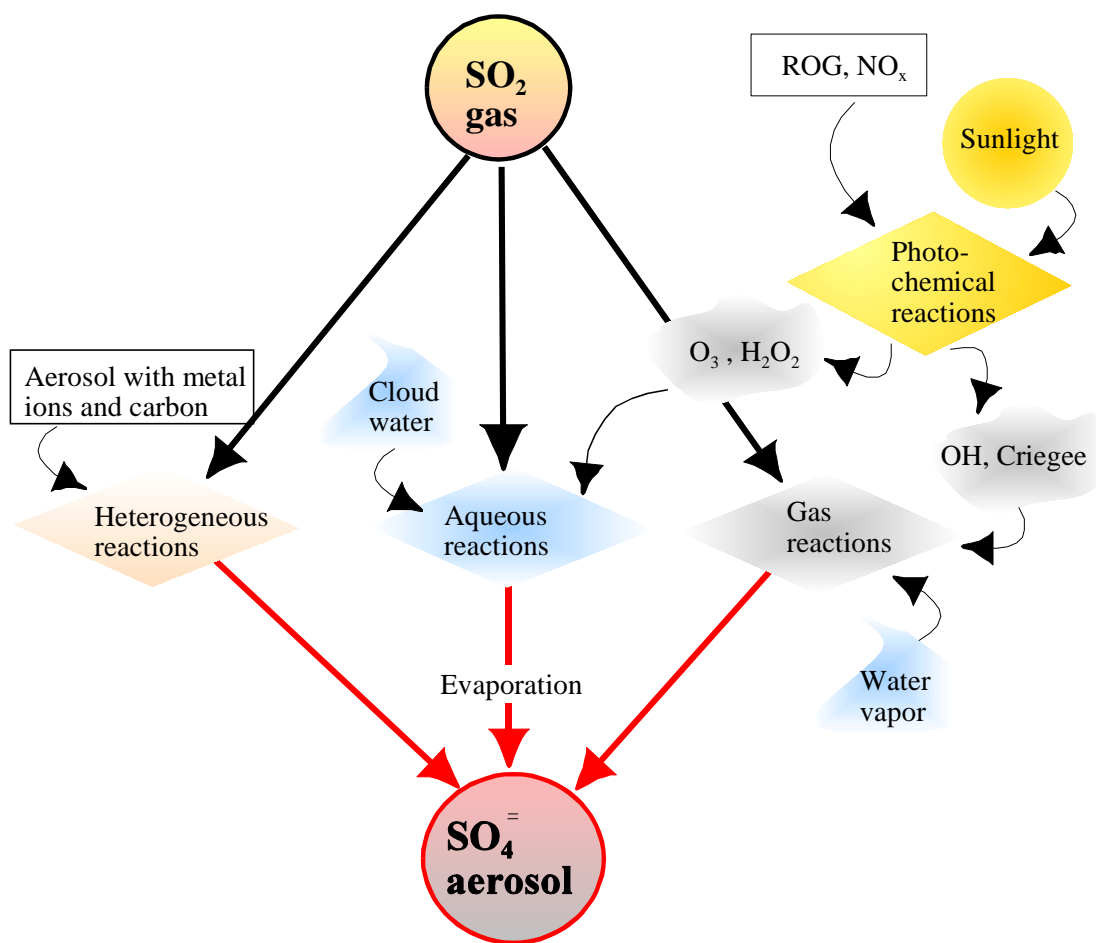 SO₂
gas
ROG, NOₓ
Sunlight
Photo-
chemical
reactions
O₃ , H₂O₂
Aerosol with metal
ions and carbon
Cloud
water
OH, Criegee
Heterogeneous
reactions
Aqueous
reactions
Gas
reactions
Evaporation
Water
vapor
SO₄⁼
aerosol